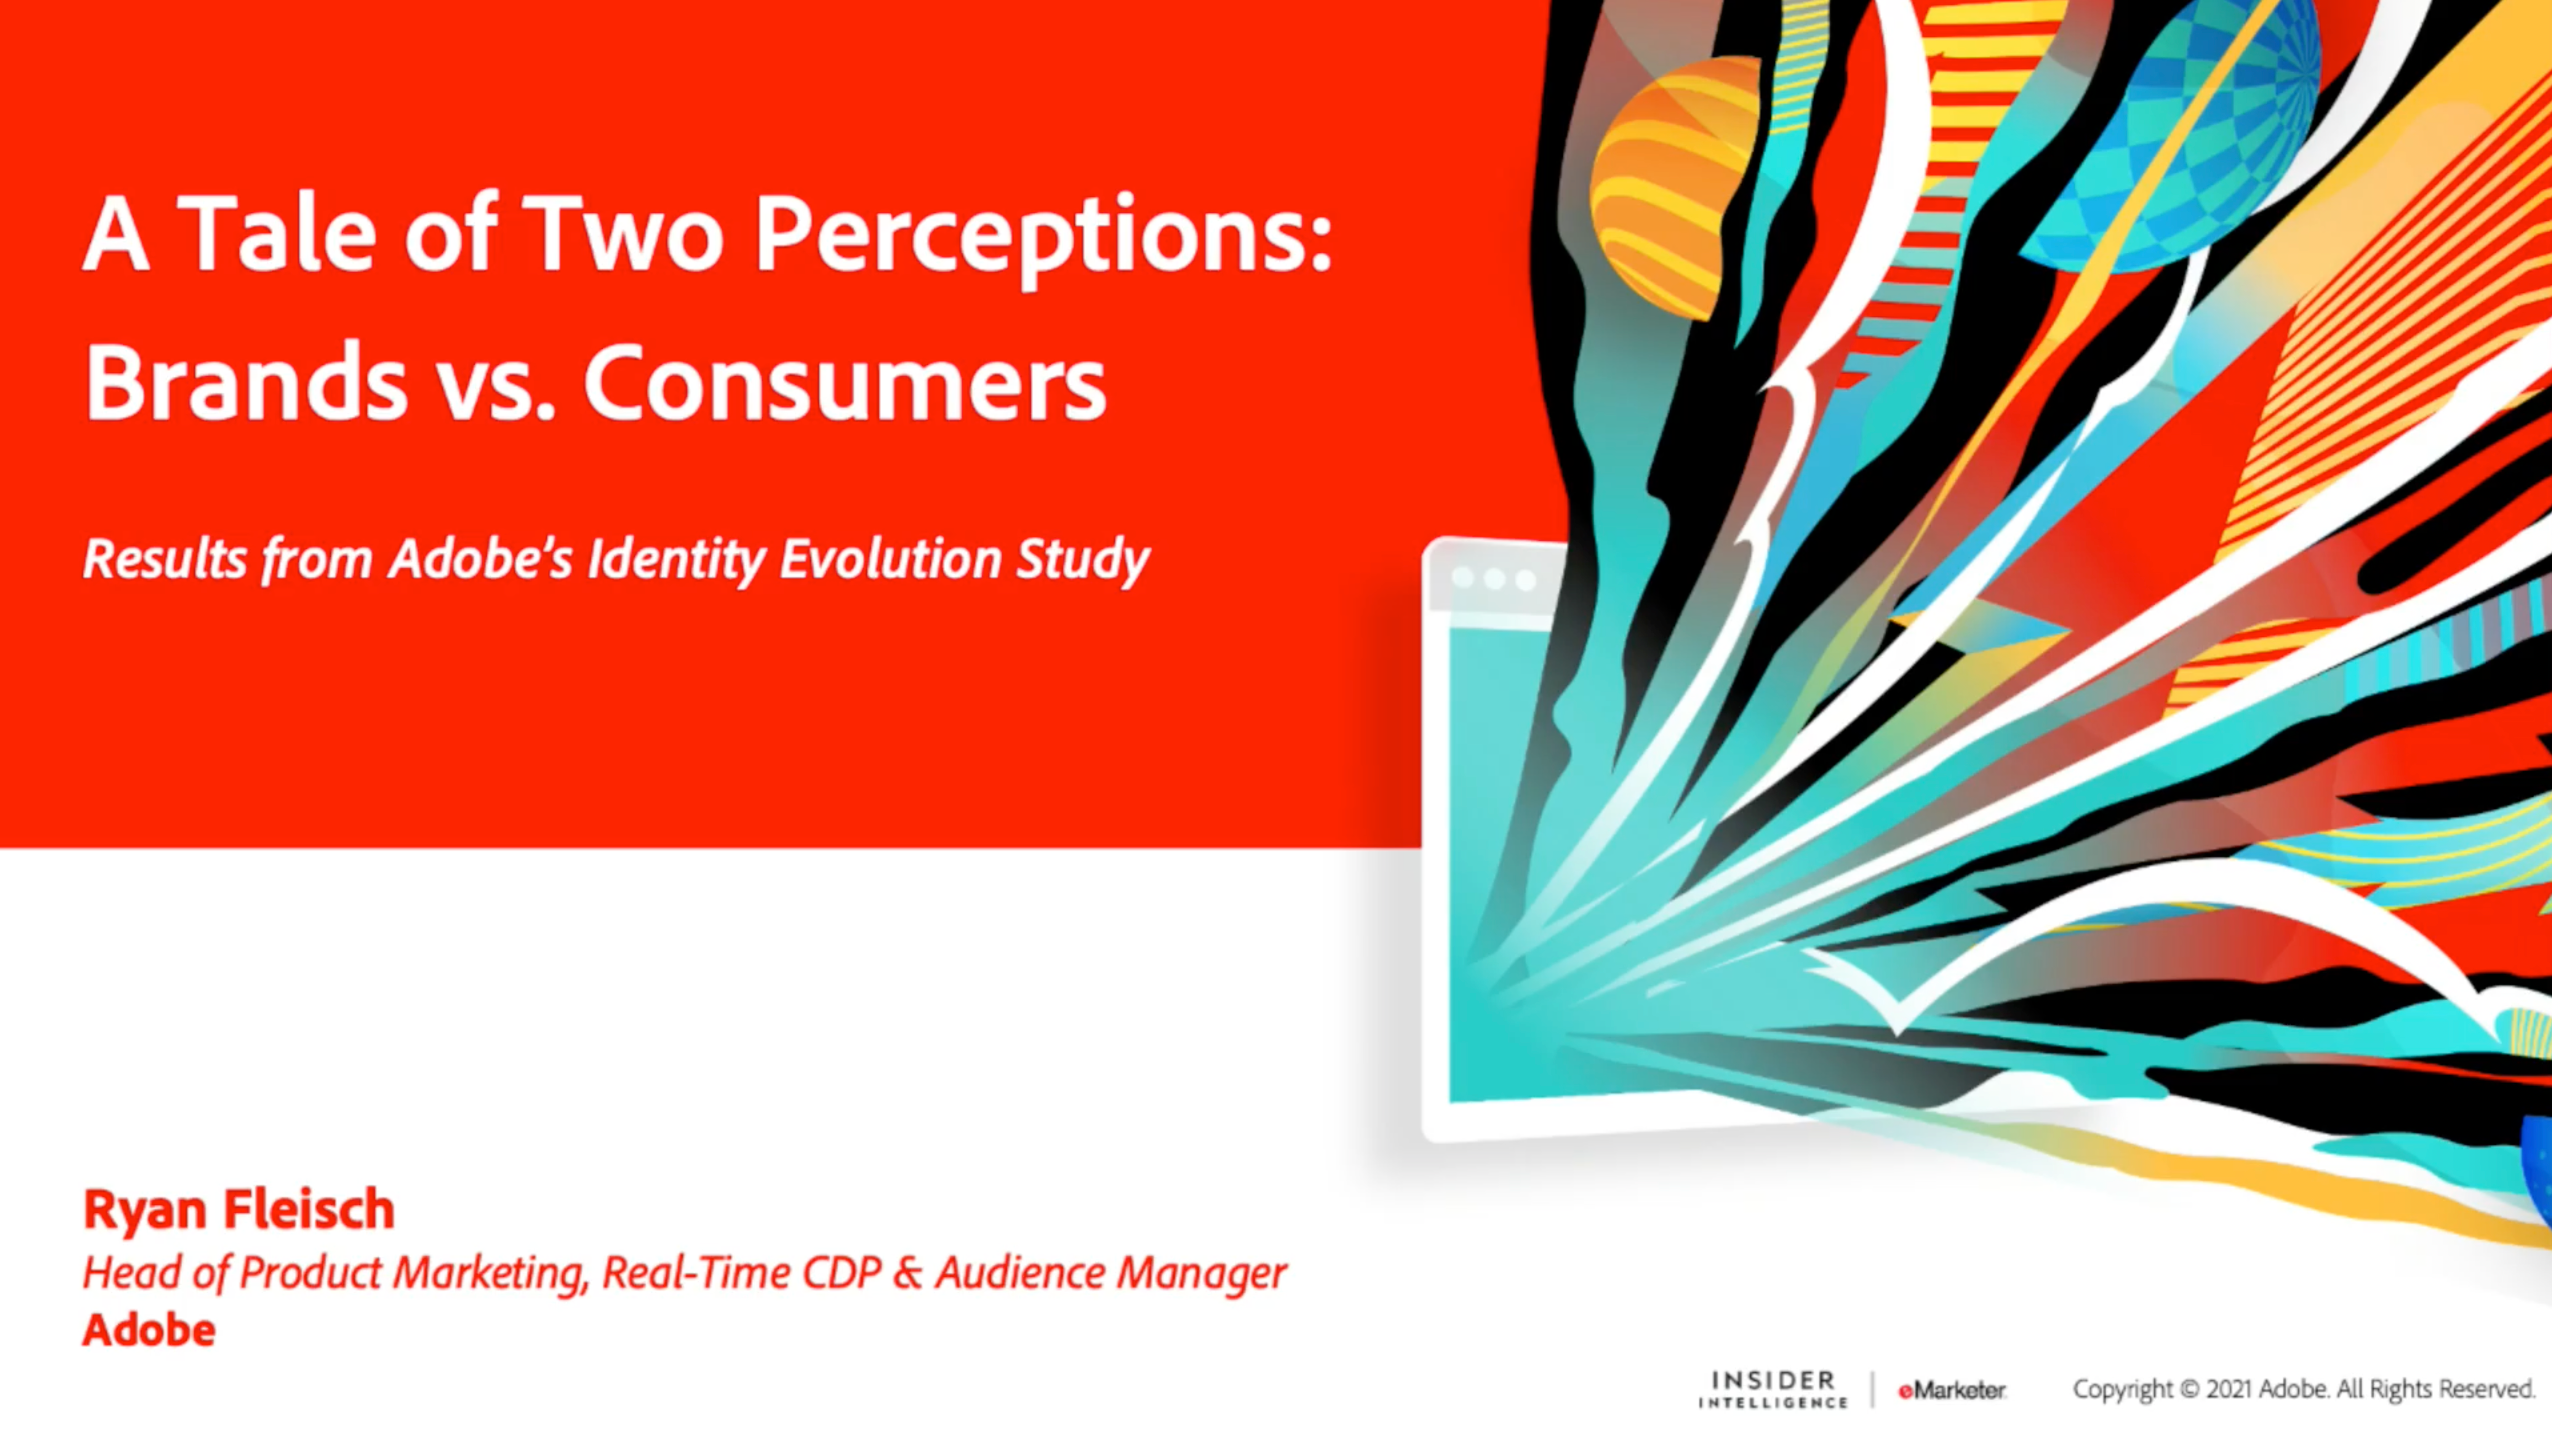 A Tale of Two Perceptions:
Brands vs. Consumers
Results from Adobe’s Identity Evolution Study
Ryan Fleisch
Head of Product Marketing, Real-Time CDP & Audience Manager
Adobe
INSIDER
INTELLIGENCE
eMarketer
Copyright © 2021 Adobe. All Rights Reserved.